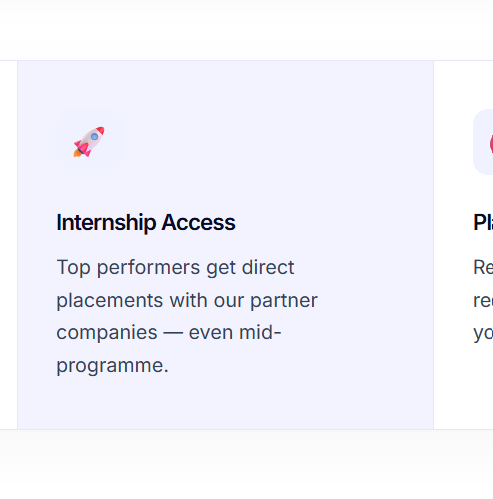 Internship Access
Top performers get direct
placements with our partner
companies — even mid-
programme.